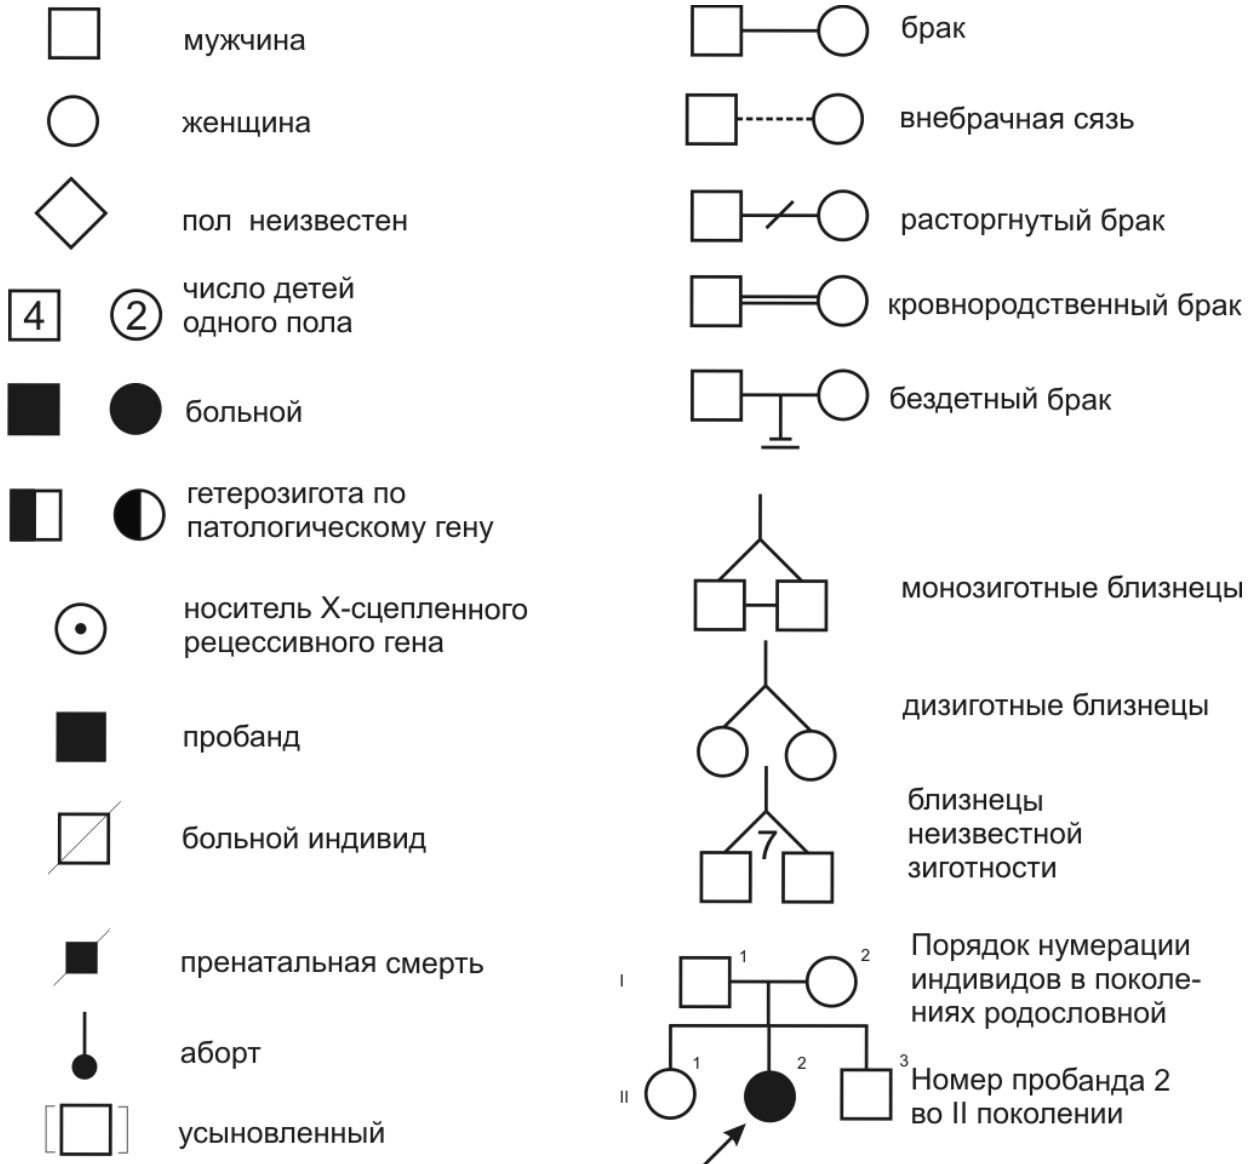 мужчина
женщина
пол неизвестен
4
2
число детей
одного пола
больной
гетерозигота по
патологическому гену
носитель Х-сцепленного
рецессивного гена
пробанд
больной индивид
пренатальная смерть
аборт
усыновленный
брак
внебрачная сязь
расторгнутый брак
кровнородственный брак
бездетный брак
монозиготные близнецы
дизиготные близнецы
7
близнецы
неизвестной
зиготности
I
1
2
Порядок нумерации
индивидов в поколе-
ниях родословной
II
1
2
3
Номер пробанда 2
во II поколении